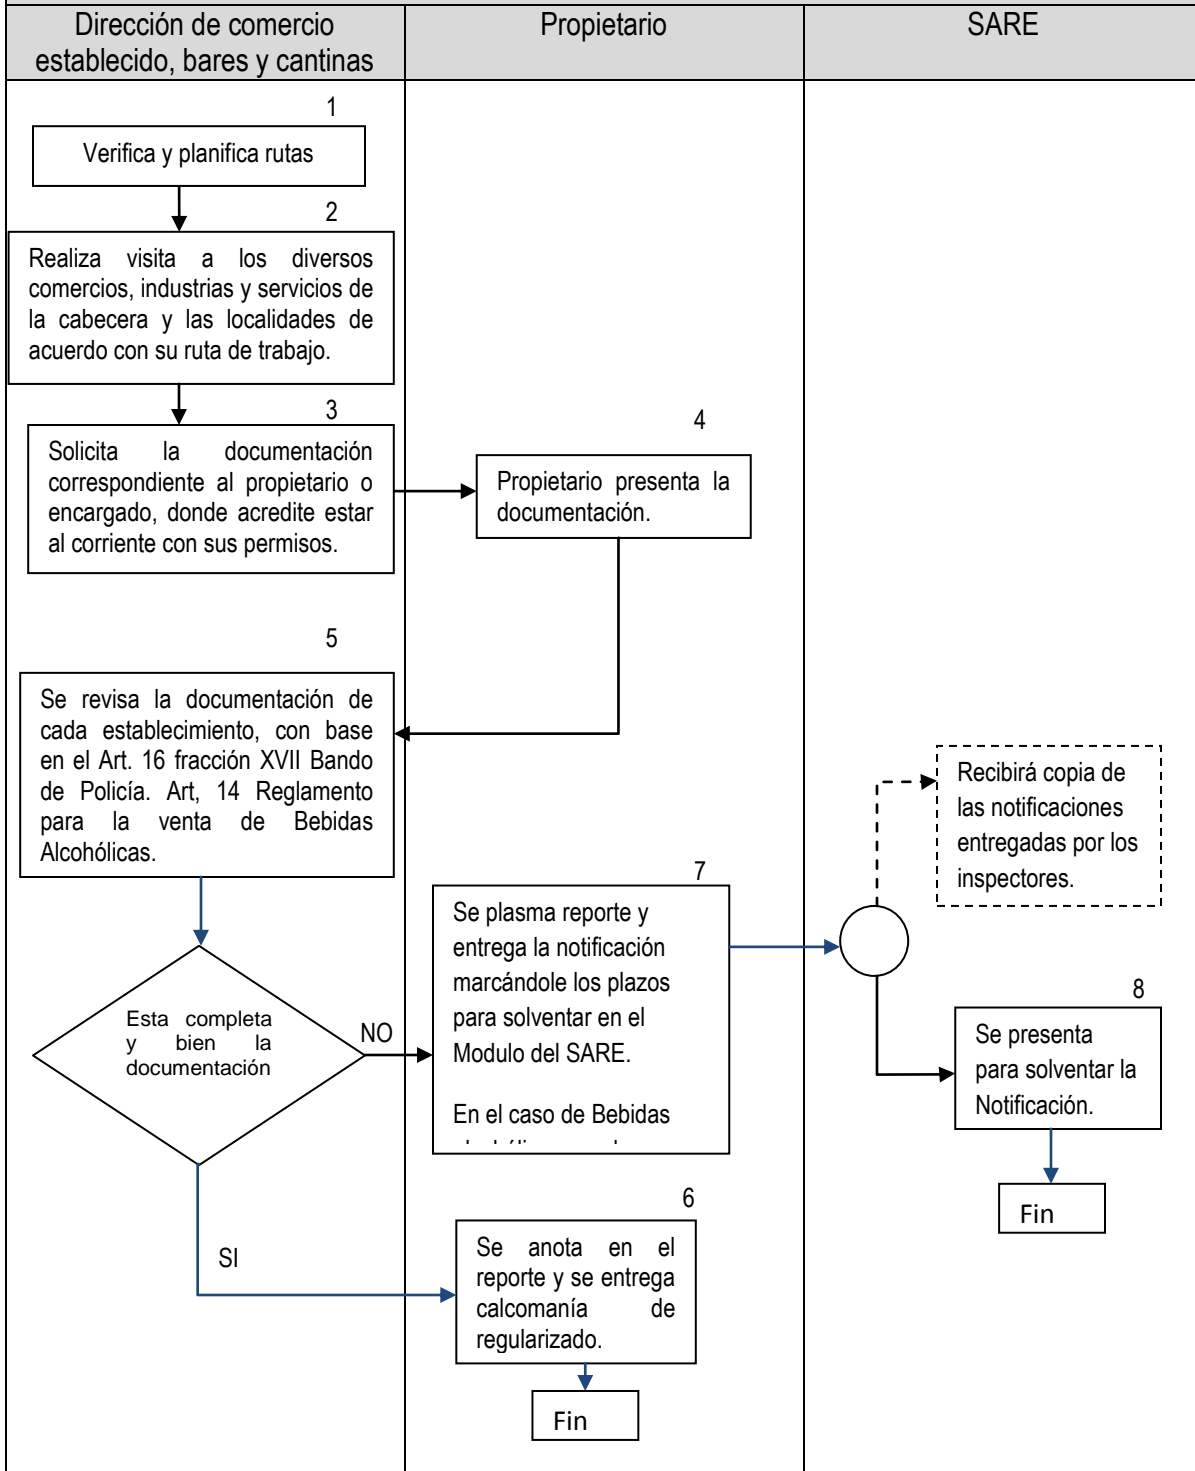 Dirección de comercio
establecido, bares y cantinas
Propietario
SARE
1
Verifica y planifica rutas
2
Realiza visita a los diversos
comercios, industrias y servicios de
la cabecera y las localidades de
acuerdo con su ruta de trabajo.
3
Solicita la documentación
correspondiente al propietario o
encargado, donde acredite estar
al corriente con sus permisos.
4
Propietario presenta la
documentación.
5
Se revisa la documentación de
cada establecimiento, con base
en el Art. 16 fracción XVII Bando
de Policía. Art, 14 Reglamento
para la venta de Bebidas
Alcohólicas.
Recibirá copia de
las notificaciones
entregadas por los
inspectores.
7
Se plasma reporte y
entrega la notificación
marcándole los plazos
para solventar en el
Modulo del SARE.
En el caso de Bebidas
Esta completa
y bien la
documentación
NO
8
Se presenta
para solventar la
Notificación.
Fin
SI
6
Se anota en el
reporte y se entrega
calcomanía de
regularizado.
Fin